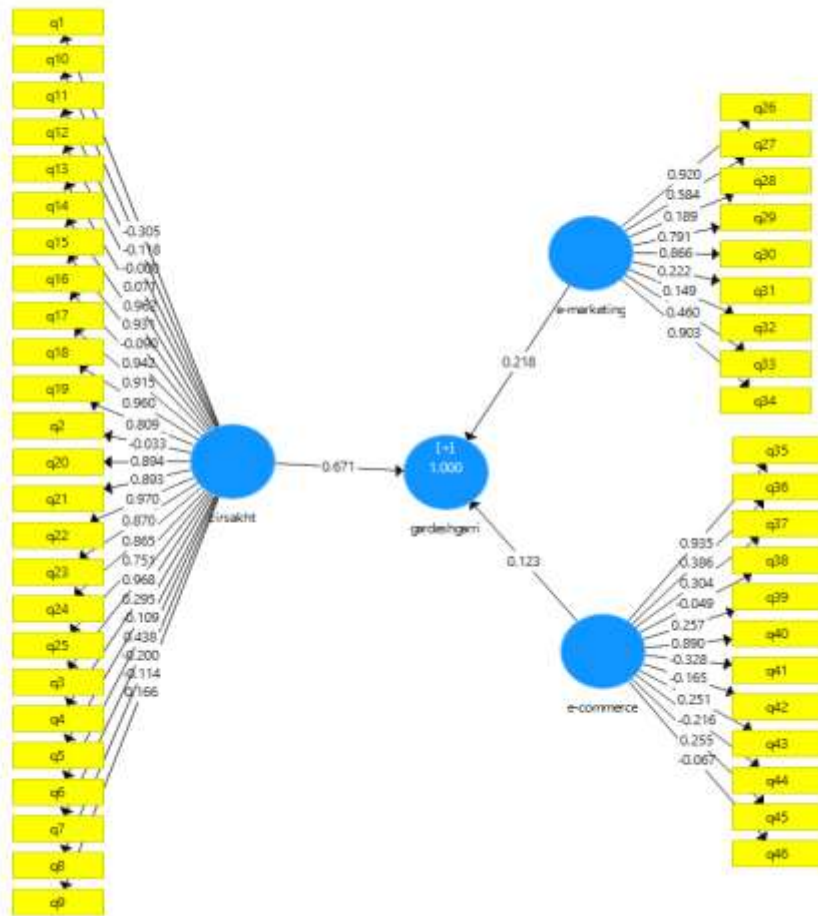 q1
q10
q11
q12
q13
q14
q15
q16
q17
q18
q19
q2
q20
q21
q22
q23
q24
q25
q3
q4
q5
q6
q7
q8
q9
-0.305
-0.118
0.077
0.962
0.931
-0.090
0.942
0.915
0.960
0.809
-0.033
0.894
0.893
0.970
0.870
0.865
0.751
0.968
0.295
0.109
0.438
-0.200
-0.114
0.166
zirsakht
0.671
[+]
1.000
gardeshgarri
0.218
0.123
e-marketing
0.920
0.584
0.189
0.791
0.866
0.222
0.149
0.460
0.903
q26
q27
q28
q29
q30
q31
q32
q33
q34
e-commerce
0.935
0.386
0.304
-0.049
0.257
0.890
-0.328
-0.165
0.251
-0.216
0.255
-0.067
q35
q36
q37
q38
q39
q40
q41
q42
q43
q44
q45
q46